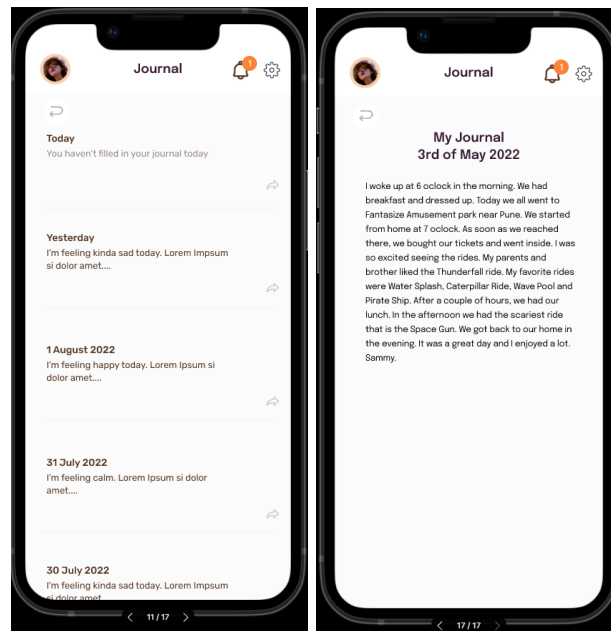 Journal
1
Today
You haven't filled in your journal today
Yesterday
I'm feeling kinda sad today. Lorem Impsum
si dolor amet....
1 August 2022
I'm feeling happy today. Lorem Ipsum si
dolor amet....
31 July 2022
I'm feeling calm. Lorem Ipsum si dolor
amet....
30 July 2022
I'm feeling kinda sad today. Lorem Impsum
si dolor amet
11 / 17
Journal
1
My Journal
3rd of May 2022
I woke up at 6 oclock in the morning. We had
breakfast and dressed up. Today we all went to
Fantasize Amusement park near Pune. We started
from home at 7 oclock. As soon as we reached
there, we bought our tickets and went inside. I was
so excited seeing the rides. My parents and
brother liked the Thunderfall ride. My favorite rides
were Water Splash, Caterpillar Ride, Wave Pool and
Pirate Ship. After a couple of hours, we had our
lunch. In the afternoon we had the scariest ride
that is the Space Gun. We got back to our home in
the evening. It was a great day and I enjoyed a lot.
Sammy.
17 / 17